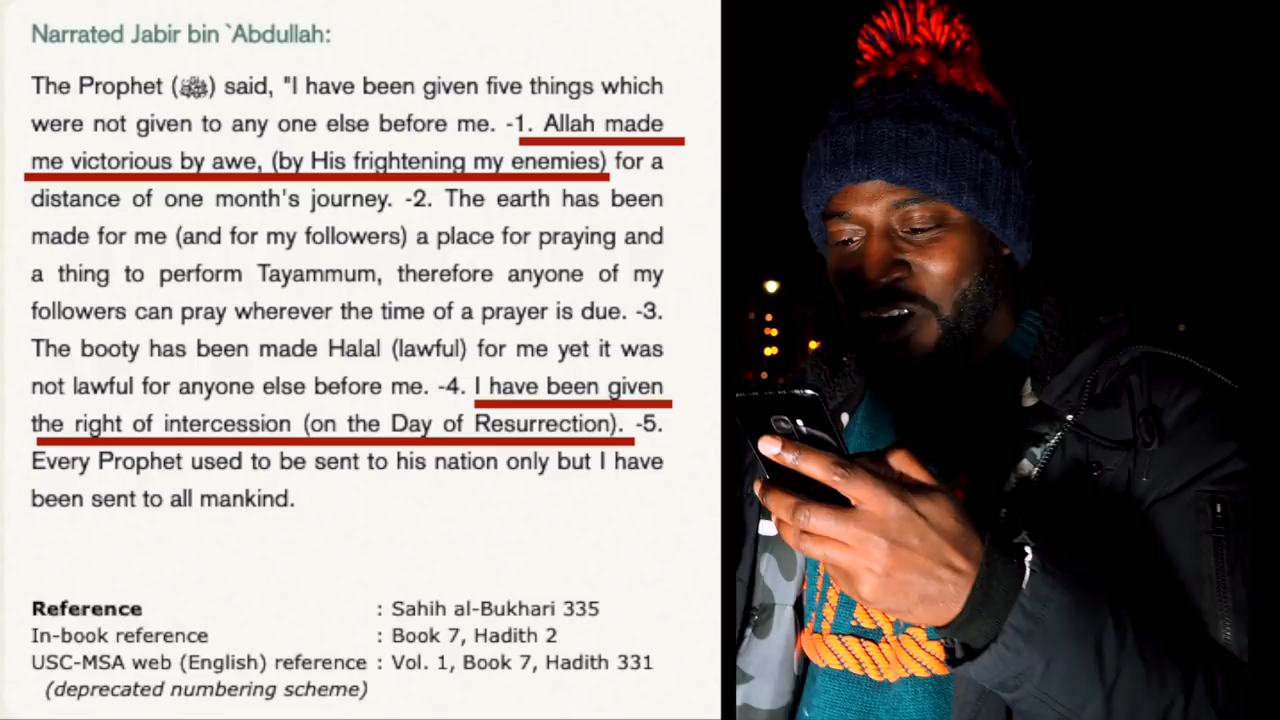 Narrated Jabir bin `Abdullah:
The Prophet (ﷺ) said, "I have been given five things which
were not given to any one else before me. -1. Allah made
me victorious by awe, (by His frightening my enemies) for a
distance of one month's journey. -2. The earth has been
made for me (and for my followers) a place for praying and
a thing to perform Tayammum, therefore anyone of my
followers can pray wherever the time of a prayer is due. -3.
The booty has been made Halal (lawful) for me yet it was
not lawful for anyone else before me. -4. I have been given
the right of intercession (on the Day of Resurrection). -5.
Every Prophet used to be sent to his nation only but I have
been sent to all mankind.
Reference : Sahih al-Bukhari 335
In-book reference : Book 7, Hadith 2
USC-MSA web (English) reference : Vol. 1, Book 7, Hadith 331
(deprecated numbering scheme)